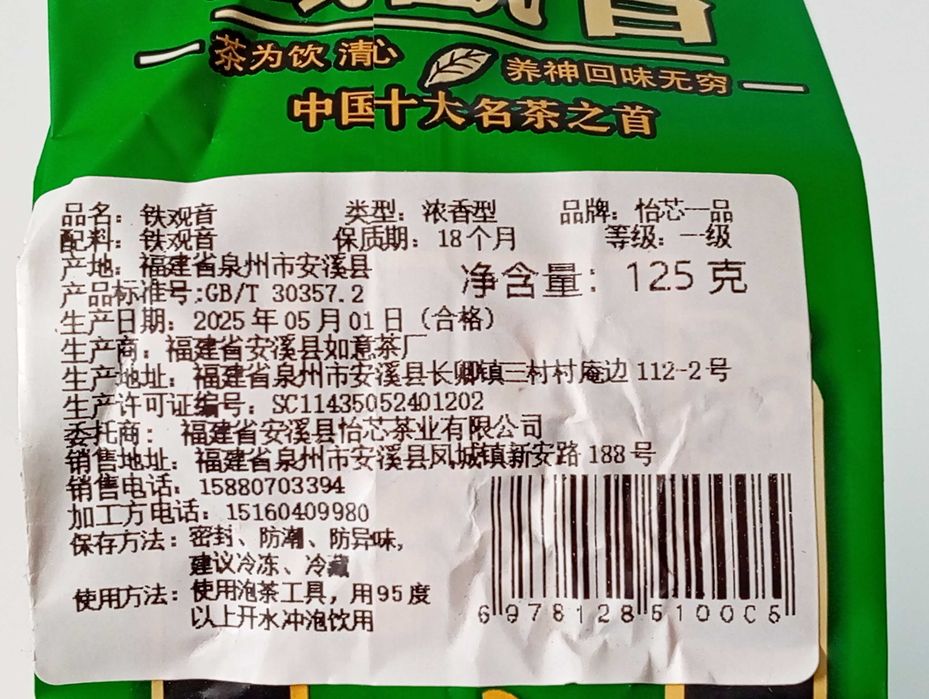 茶为饮 清心
养神回味无穷
中国十大名茶之首
品名：铁观音 类型：浓香型 品牌：怡芯一品
配料：铁观音 保质期：18个月 等级：一级
产地：福建省泉州市安溪县 净含量：125克
产品标准号:GB/T 30357.2
生产日期：2025年05月01日（合格）
生产商：福建省安溪县如意茶厂
生产地址：福建省泉州市安溪县长卿镇三村村庵边112-2号
生产许可证编号：SC11435052401202
委托商：福建省安溪县怡芯茶业有限公司
销售地址：福建省泉州市安溪县凤城镇新安路188号
销售电话：15880703394
加工方电话：15160409980
保存方法：密封、防潮、防异味，
建议冷冻、冷藏
使用方法：使用泡茶工具，用95度
以上开水冲泡饮用
6978128510005